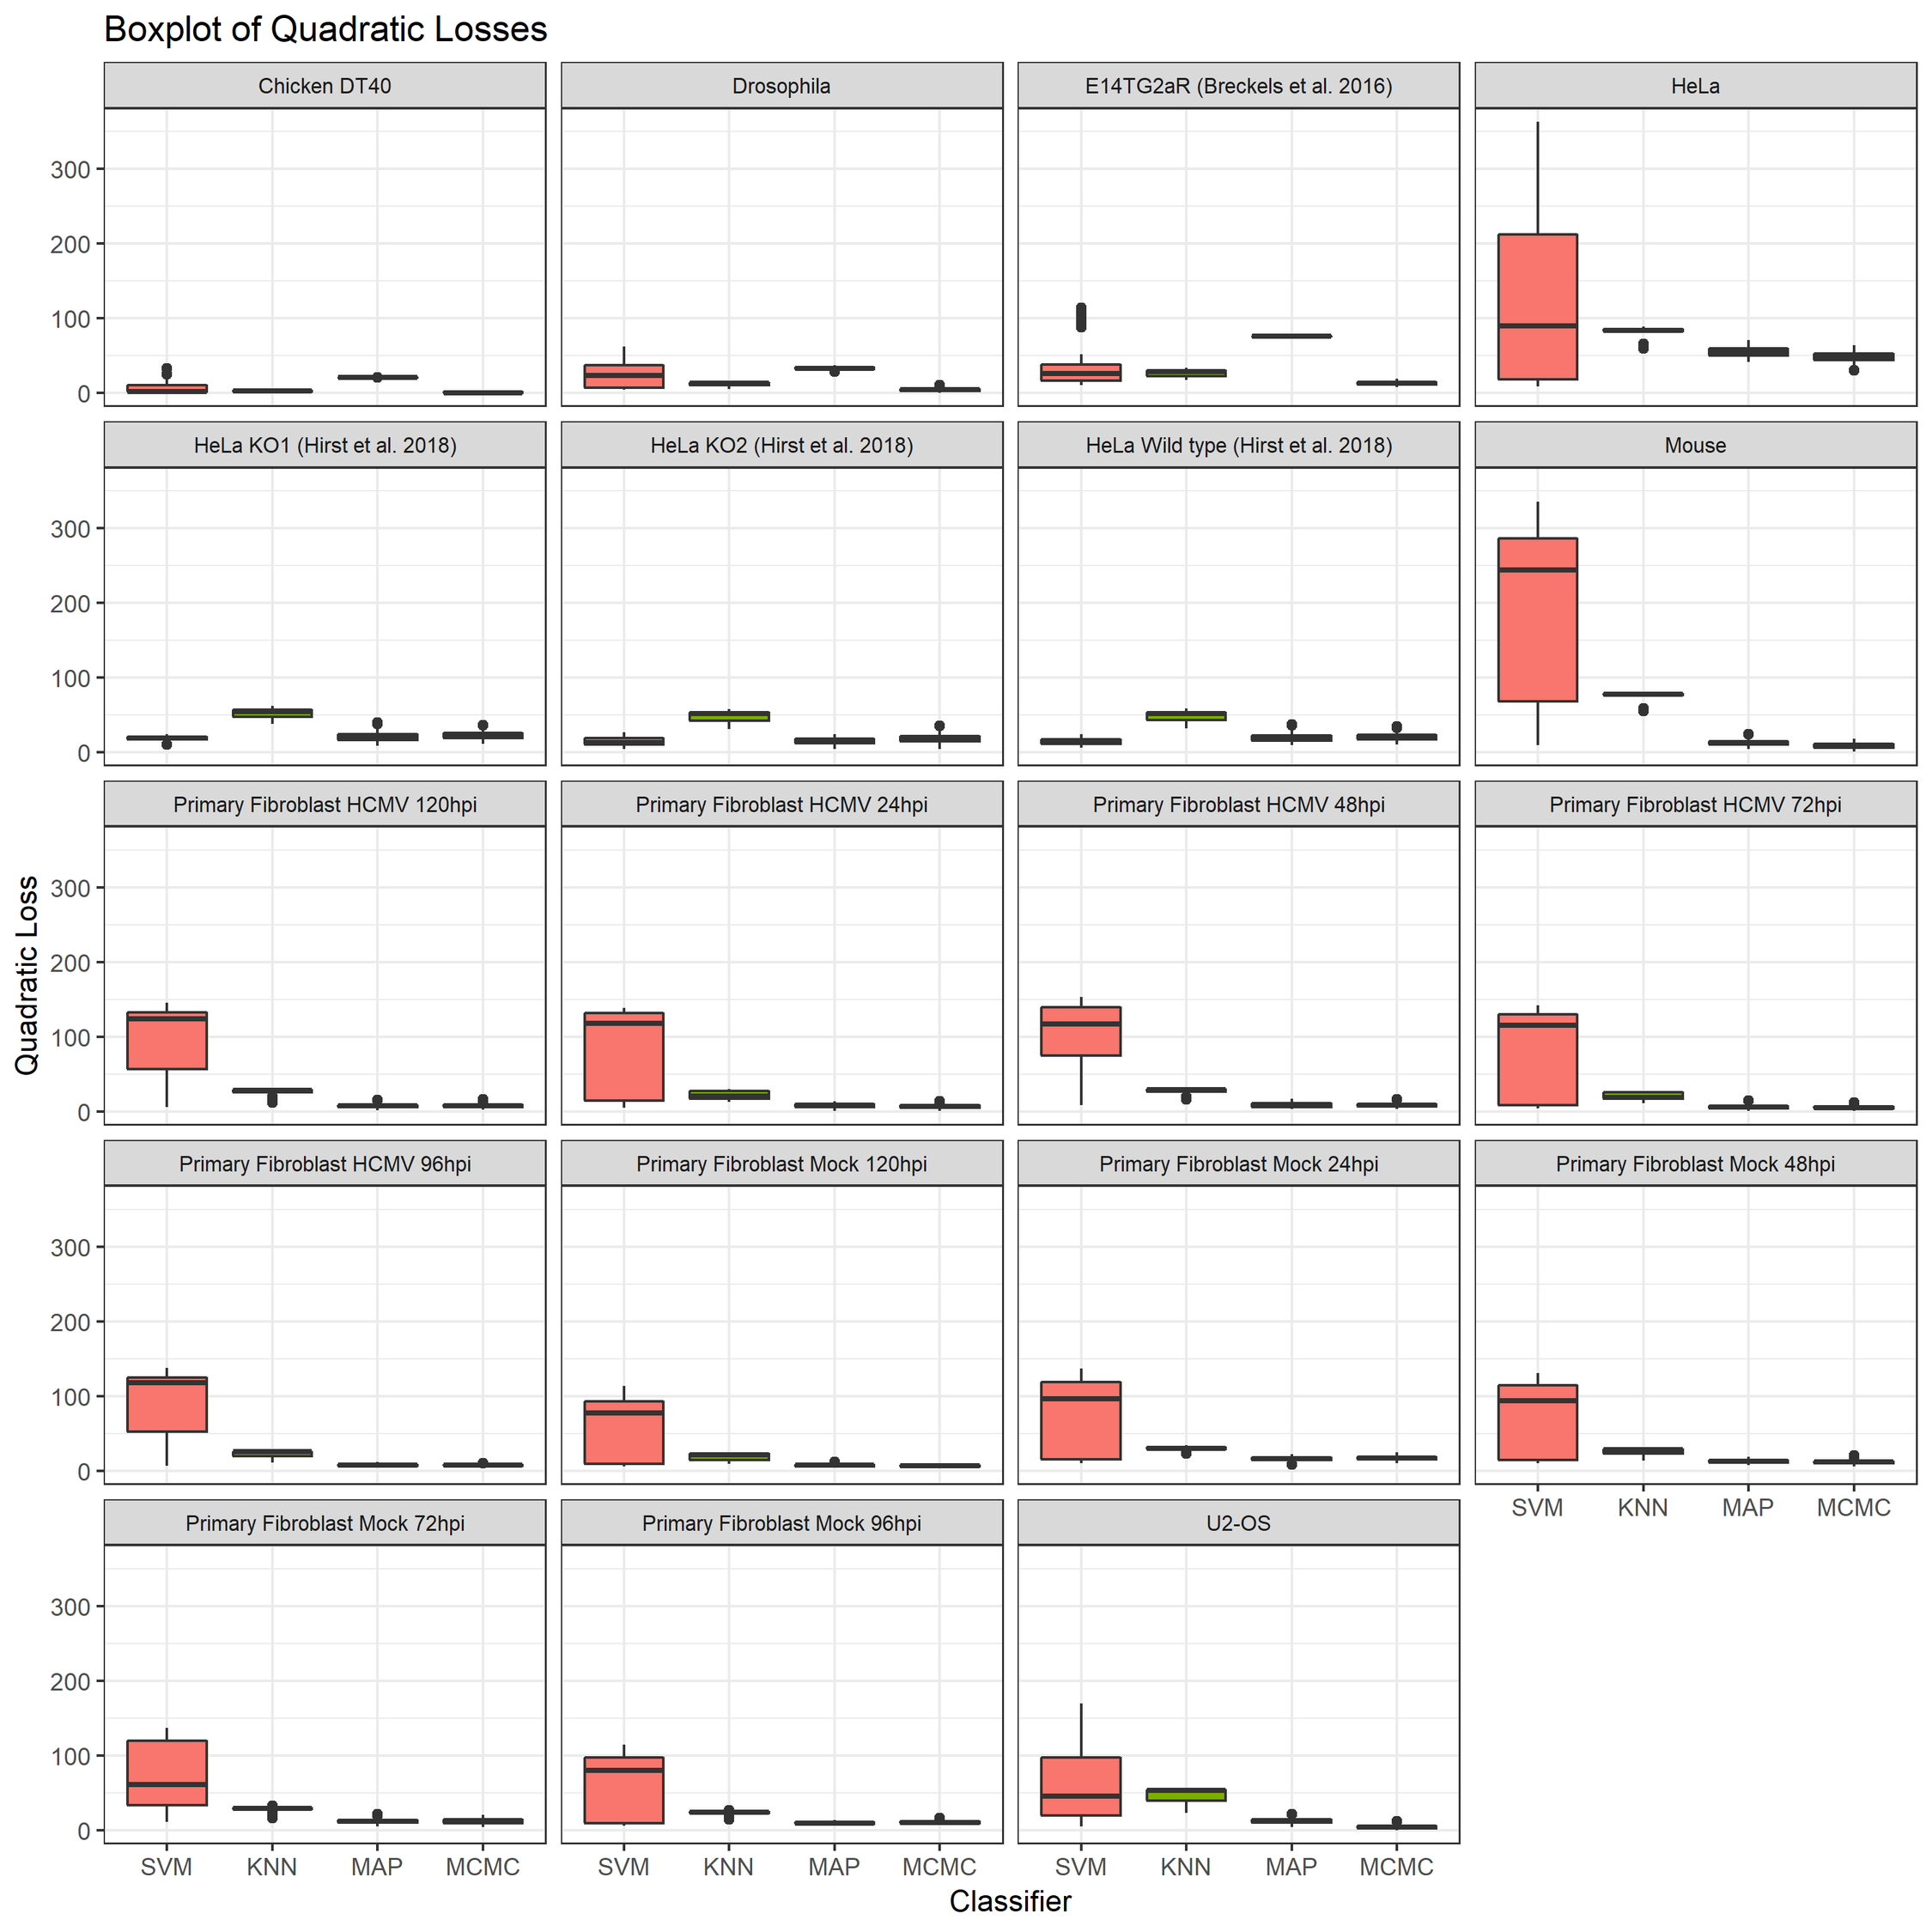 Boxplot of Quadratic Losses
Chicken DT40
Drosophila
E14TG2aR (Breckels et al. 2016)
HeLa
300
200
100
0
HeLa KO1 (Hirst et al. 2018)
HeLa KO2 (Hirst et al. 2018)
HeLa Wild type (Hirst et al. 2018)
Mouse
300
200
100
0
Primary Fibroblast HCMV 120hpi
Primary Fibroblast HCMV 24hpi
Primary Fibroblast HCMV 48hpi
Primary Fibroblast HCMV 72hpi
300
200
100
0
Quadratic Loss
Primary Fibroblast HCMV 96hpi
Primary Fibroblast Mock 120hpi
Primary Fibroblast Mock 24hpi
Primary Fibroblast Mock 48hpi
300
200
100
0
SVM KNN MAP MCMC
Primary Fibroblast Mock 72hpi
Primary Fibroblast Mock 96hpi
U2-OS
300
200
100
0
SVM KNN MAP MCMC
SVM KNN MAP MCMC
SVM KNN MAP MCMC
Classifier